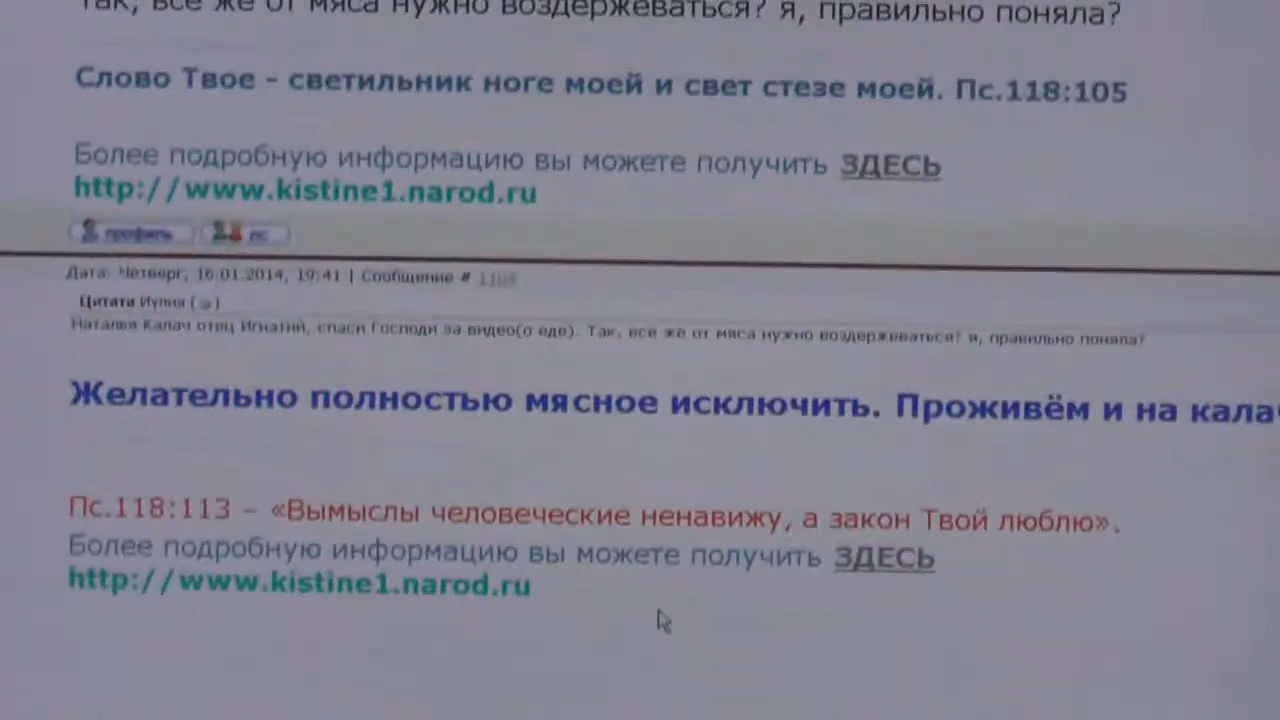 Так, все же от мяса нужно воздержеваться? я, правильно поняла?
Слово Твое - светильник ноге моей и свет стезе моей. Пс.118:105
Более подробную информацию вы можете получить ЗДЕСЬ
http://www.kistine1.narod.ru
профиль лс
Дата: Четверг, 16.01.2014, 19:41 | Сообщение #
Цитата Иулия ( )
Наталья Калач отец Игнатий, спаси Господи за видео(о еде). Так, все же от мяса нужно воздержеваться? я, правильно поняла?
Желательно полностью мясное исключить. Проживём и на
Пс.118:113 – «Вымыслы человеческие ненавижу, а закон Твой люблю».
Более подробную информацию вы можете получить ЗДЕСЬ
http://www.kistine1.narod.ru